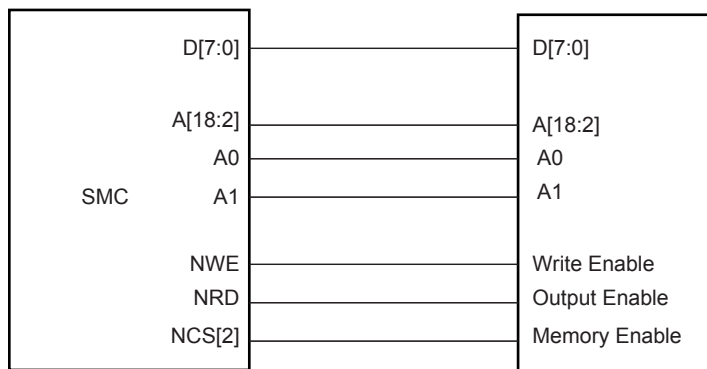 D[7:0] D[7:0]
A[18:2] A[18:2]
A0 A0
SMC A1 A1
NWE Write Enable
NRD Output Enable
NCS[2] Memory Enable